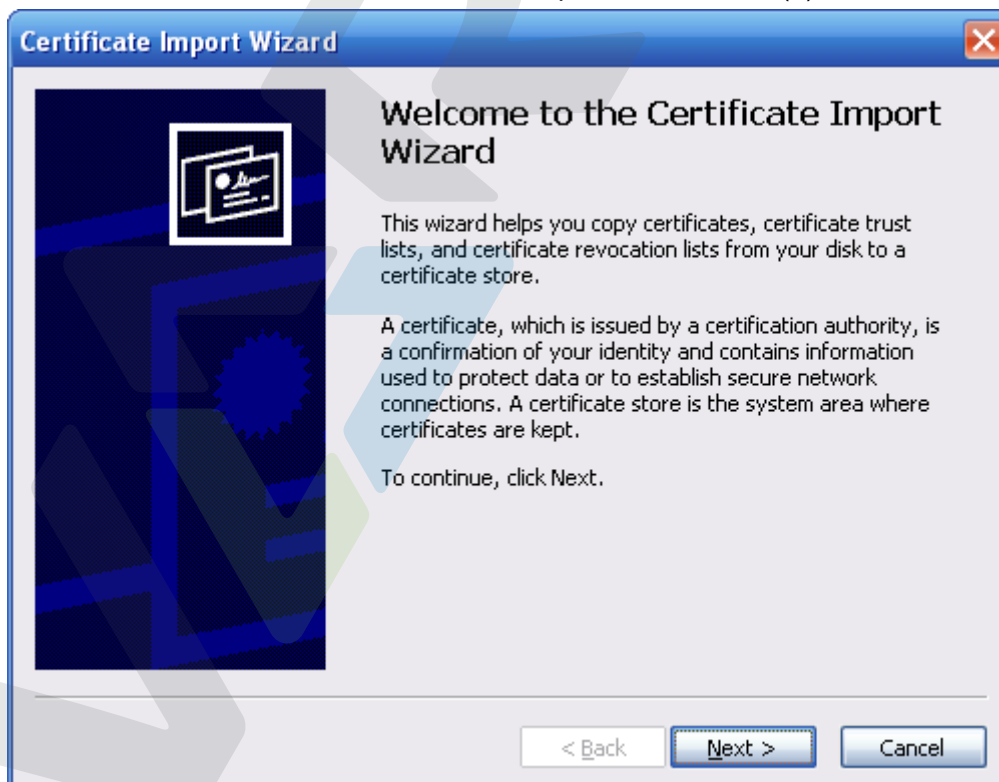 Certificate Import Wizard
Welcome to the Certificate Import
Wizard
This wizard helps you copy certificates, certificate trust
lists, and certificate revocation lists from your disk to a
certificate store.
A certificate, which is issued by a certification authority, is
a confirmation of your identity and contains information
used to protect data or to establish secure network
connections. A certificate store is the system area where
certificates are kept.
To continue, click Next.
< Back
Next >
Cancel